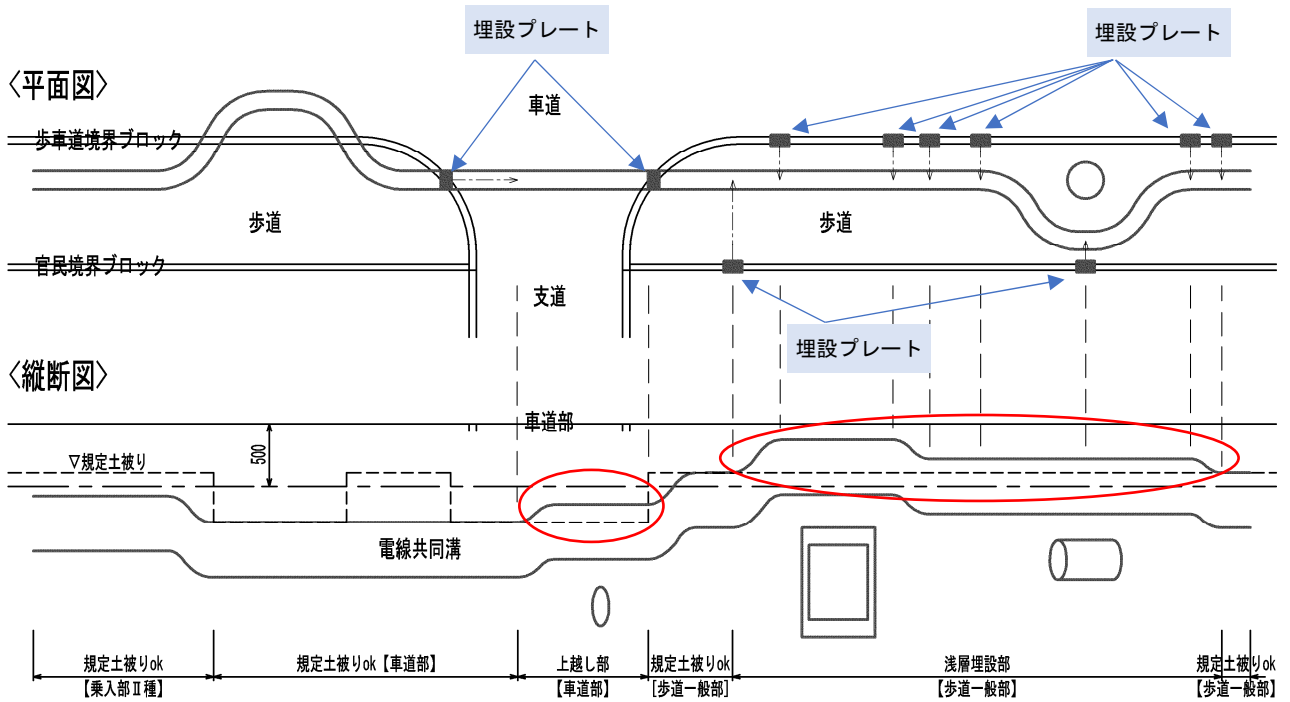 埋設プレート
埋設プレート
〈平面図〉
車道
歩車道境界ブロック
歩道
歩道
官民境界ブロック
支道
埋設プレート
〈縦断図〉
車道部
500
▽規定土被り
電線共同溝
規定土被りok
【乗入部Ⅱ種】
規定土被りok【車道部】
上越し部
【車道部】
規定土被りok
[歩道一般部]
浅層埋設部
【歩道一般部】
規定土被りok
【歩道一般部】